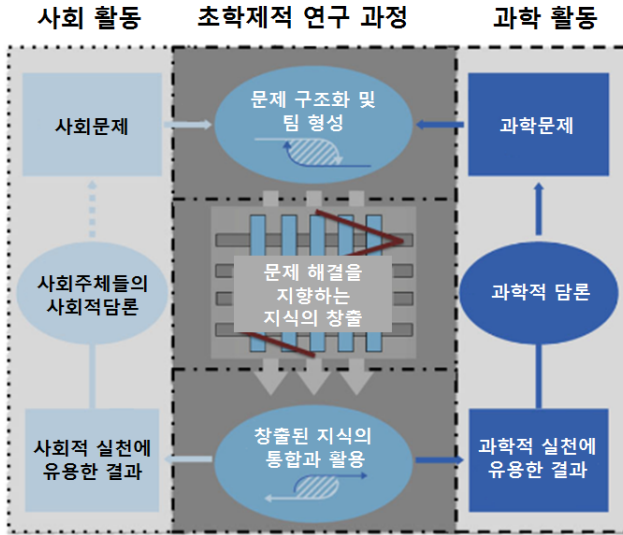 사회 활동
초학제적 연구 과정
과학 활동
사회문제
문제 구조화 및
팀 형성
과학문제
사회주체들의
사회적담론
문제 해결을
지향하는
지식의 창출
과학적 담론
사회적 실천에
유용한 결과
창출된 지식의
통합과 활용
과학적 실천에
유용한 결과